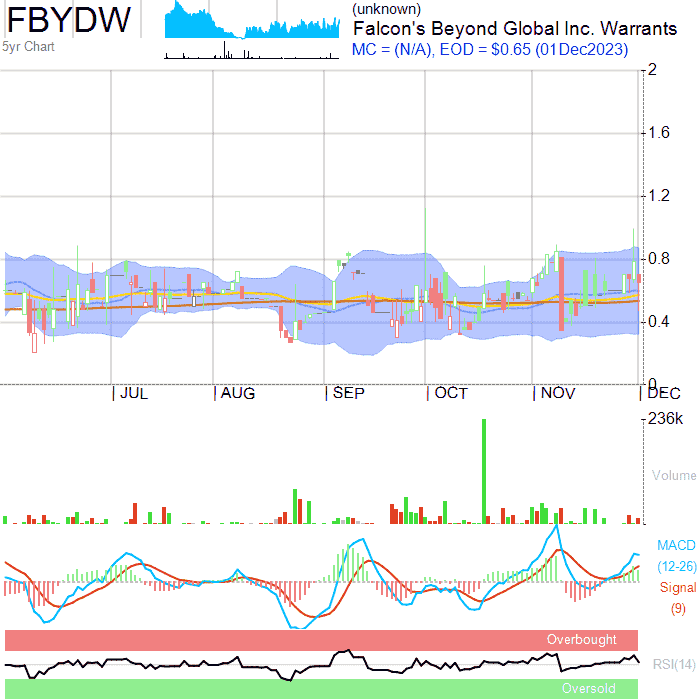 FBYDW
(unknown)
Falcon's Beyond Global Inc. Warrants
5yr Chart
MC = (N/A), EOD = $0.65 (01Dec2023)
2
1.6
1.2
0.8
0.4
0
JUL AUG SEP OCT NOV DEC
236k
Volume
MACD
(12-26)
Signal
(9)
Overbought
RSI(14)
Oversold